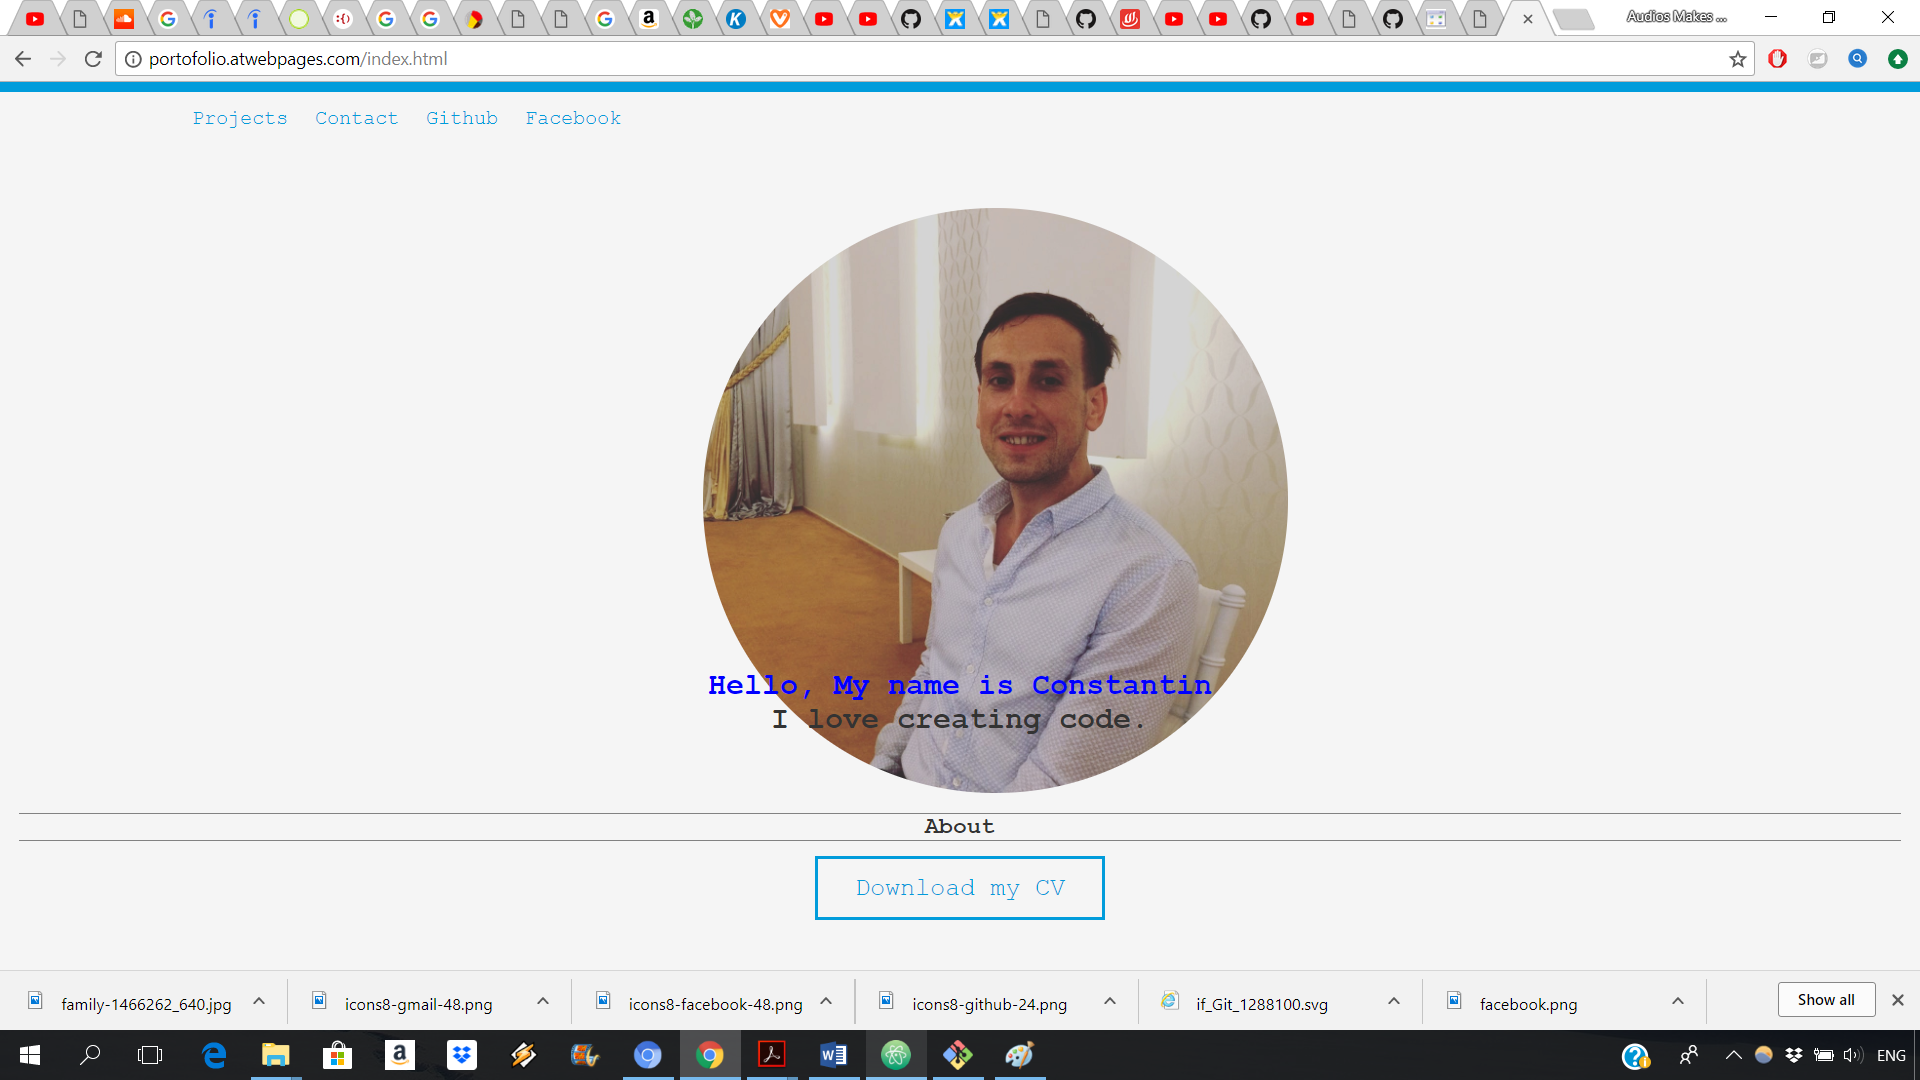 Audios Makes ...
portofolio.atwebpages.com/index.html
Projects Contact Github Facebook
Hello, My name is Constantin
I love creating code.
About
Download my CV
family-1466262_640.jpg icons8-gmail-48.png icons8-facebook-48.png icons8-github-24.png if_Git_1288100.svg facebook.png Show all
ENG